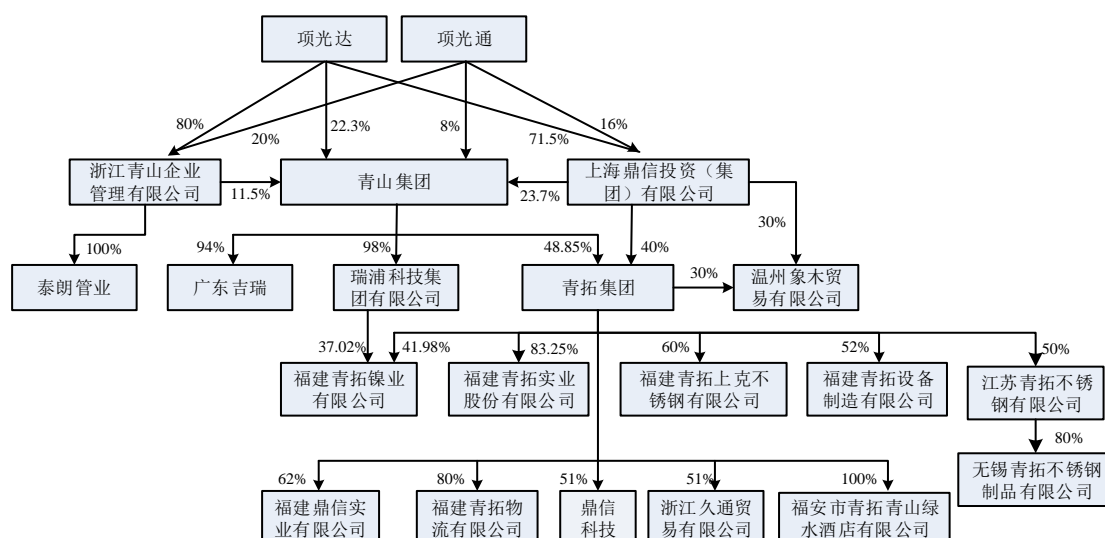 项光达
项光通
80%
20%
22.3%
8%
71.5%
16%
浙江青山企业
管理有限公司
11.5%
青山集团
23.7%
上海鼎信投资（集
团）有限公司
100%
94%
98%
48.85%
40%
30%
泰朗管业
广东吉瑞
瑞浦科技集
团有限公司
青拓集团
30%
温州象木贸
易有限公司
37.02%
41.98%
83.25%
60%
52%
50%
福建青拓镍业
有限公司
福建青拓实业
股份有限公司
福建青拓上克不
锈钢有限公司
福建青拓设备
制造有限公司
江苏青拓不锈
钢有限公司
80%
无锡青拓不锈钢
制品有限公司
62%
80%
51%
51%
100%
福建鼎信实
业有限公司
福建青拓物
流有限公司
鼎信
科技
浙江久通贸
易有限公司
福安市青拓青山绿
水酒店有限公司